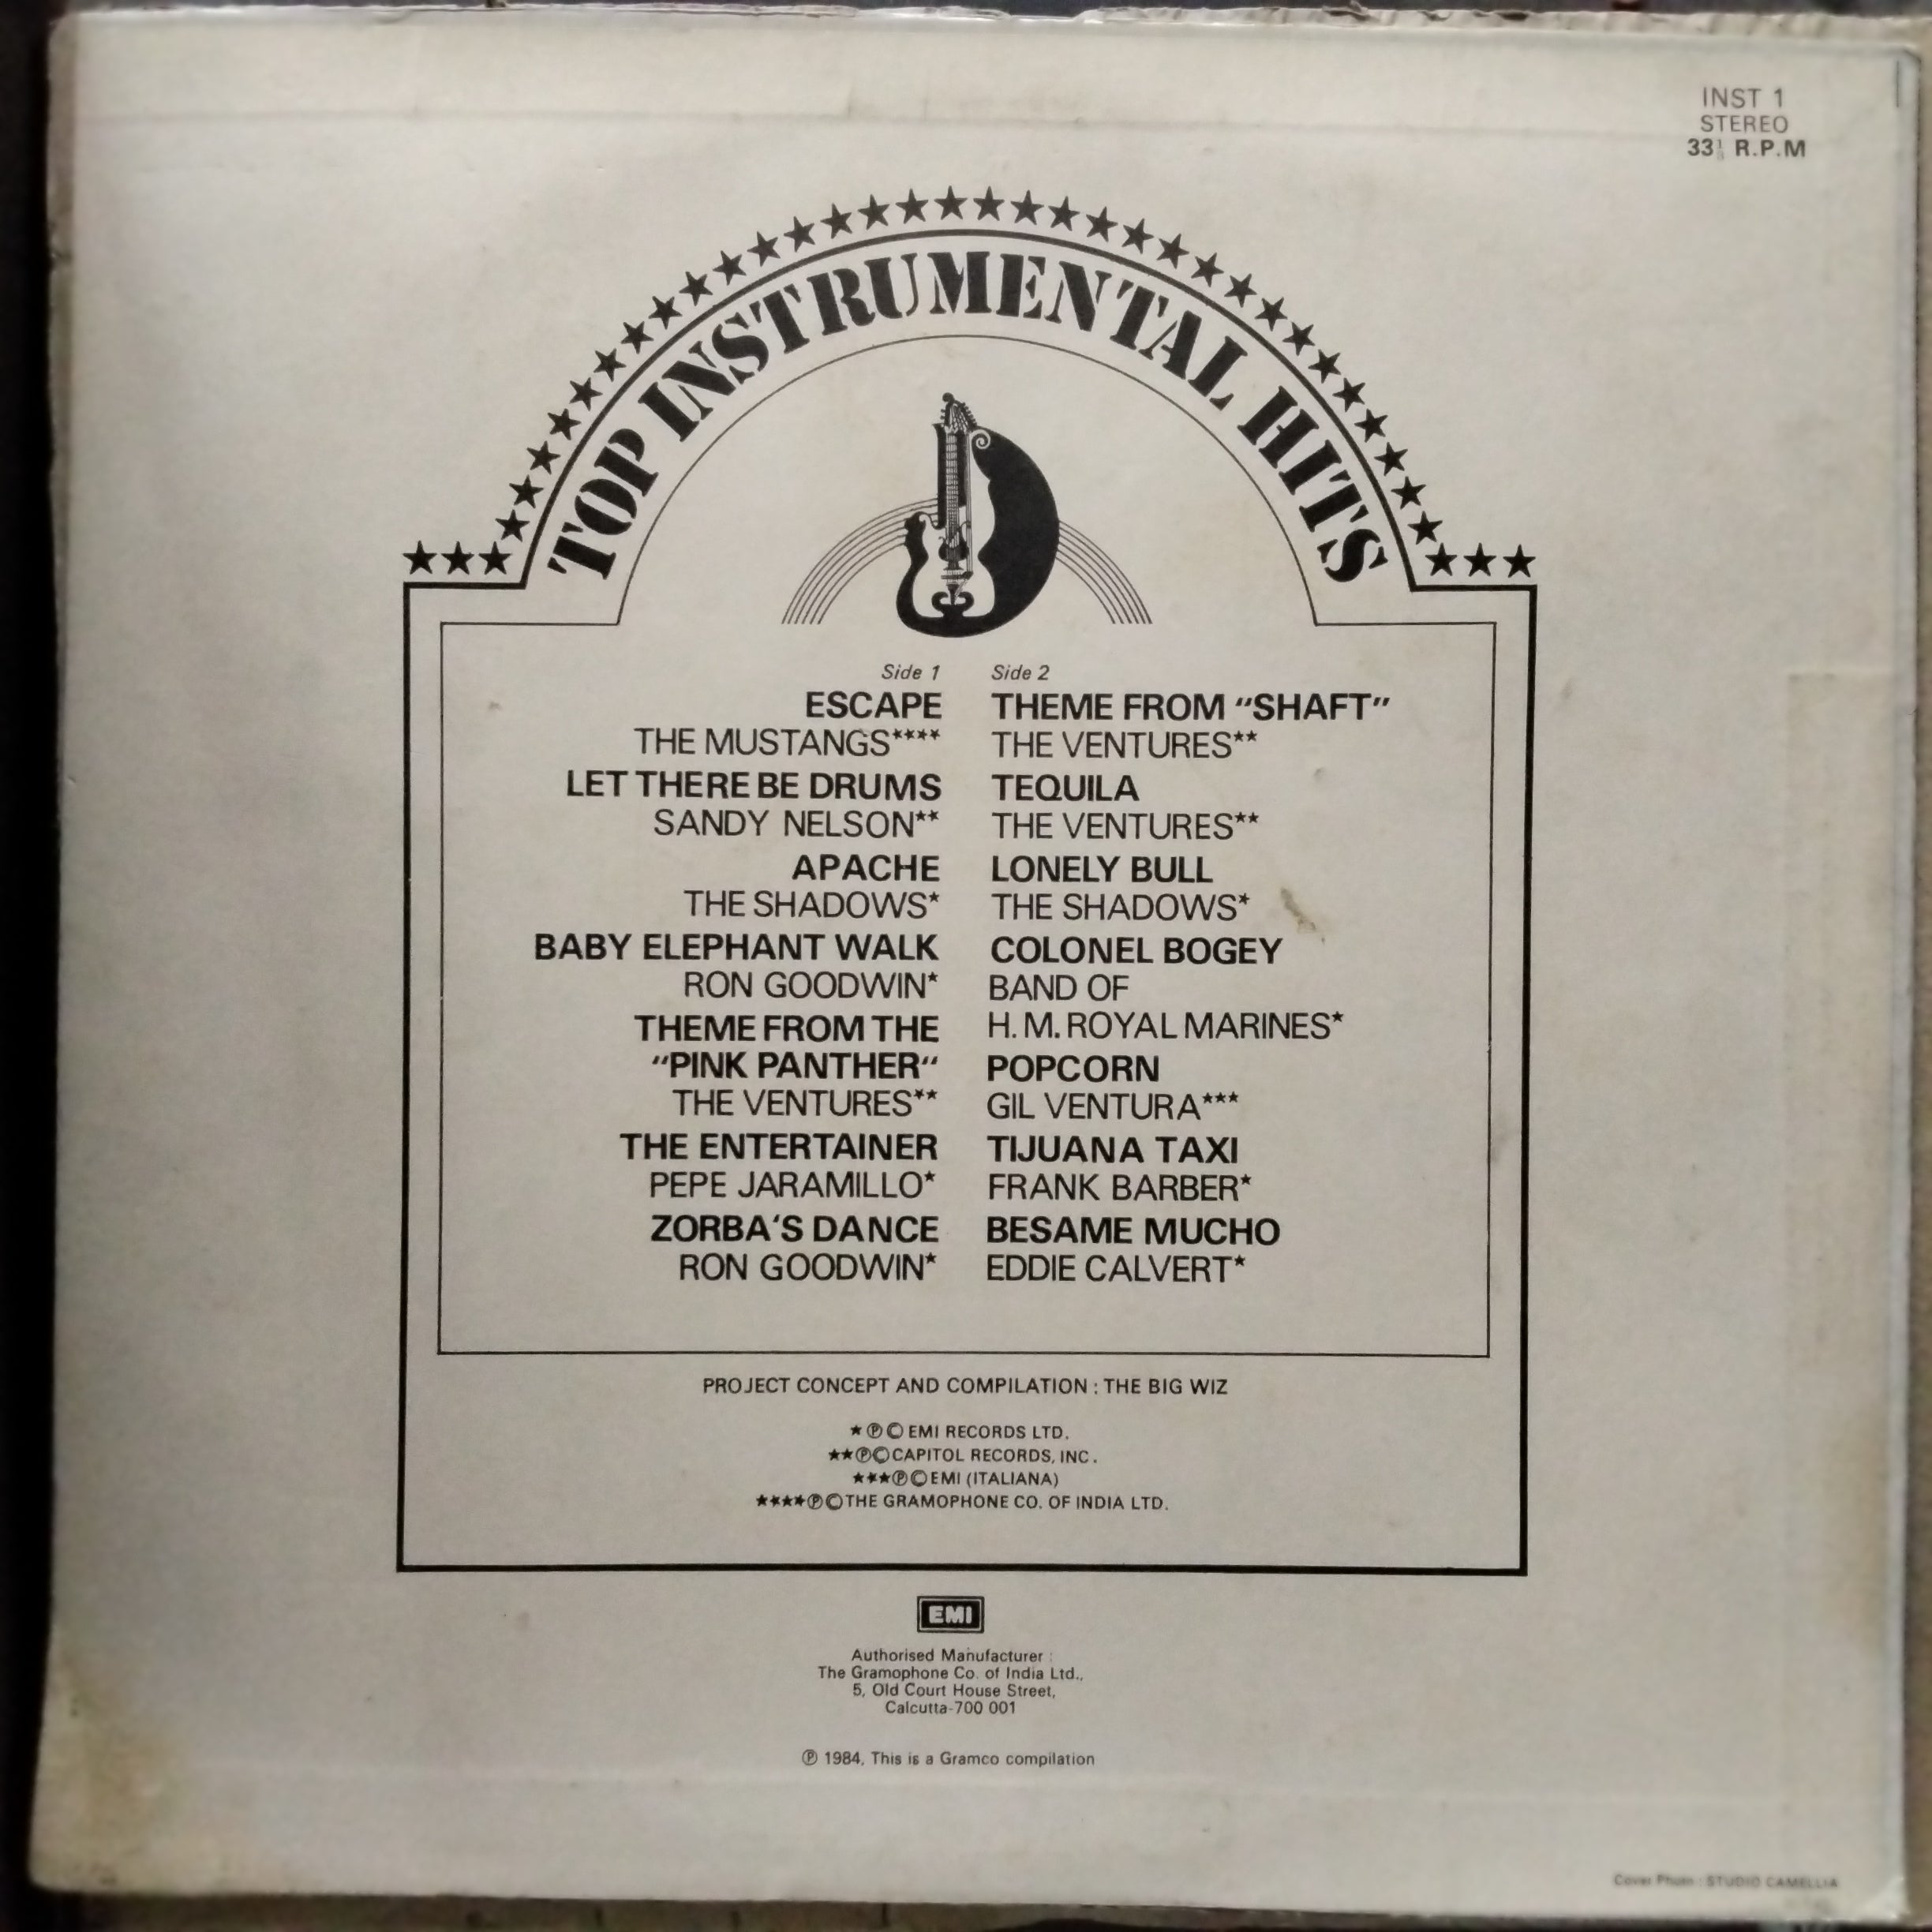 INST 1
STEREO
33⅓ R.P.M
TOP INSTRUMENTAL HITS
Side 1
ESCAPE
THE MUSTANGS****
LET THERE BE DRUMS
SANDY NELSON**
APACHE
THE SHADOWS*
BABY ELEPHANT WALK
RON GOODWIN*
THEME FROM THE
"PINK PANTHER"
THE VENTURES**
THE ENTERTAINER
PEPE JARAMILLO*
ZORBA'S DANCE
RON GOODWIN*
Side 2
THEME FROM "SHAFT"
THE VENTURES**
TEQUILA
THE VENTURES**
LONELY BULL
THE SHADOWS*
COLONEL BOGEY
BAND OF
H. M. ROYAL MARINES*
POPCORN
GIL VENTURA***
TIJUANA TAXI
FRANK BARBER*
BESAME MUCHO
EDDIE CALVERT*
PROJECT CONCEPT AND COMPILATION : THE BIG WIZ
★ ℗ © EMI RECORDS LTD.
★★℗©CAPITOL RECORDS, INC.
★★★℗©EMI (ITALIANA)
★★★★℗©THE GRAMOPHONE CO. OF INDIA LTD.
EMI
Authorised Manufacturer :
The Gramophone Co. of India Ltd.,
5, Old Court House Street,
Calcutta-700 001
℗ 1984, This is a Gramco compilation
Cover Photo : STUDIO CAMELLIA